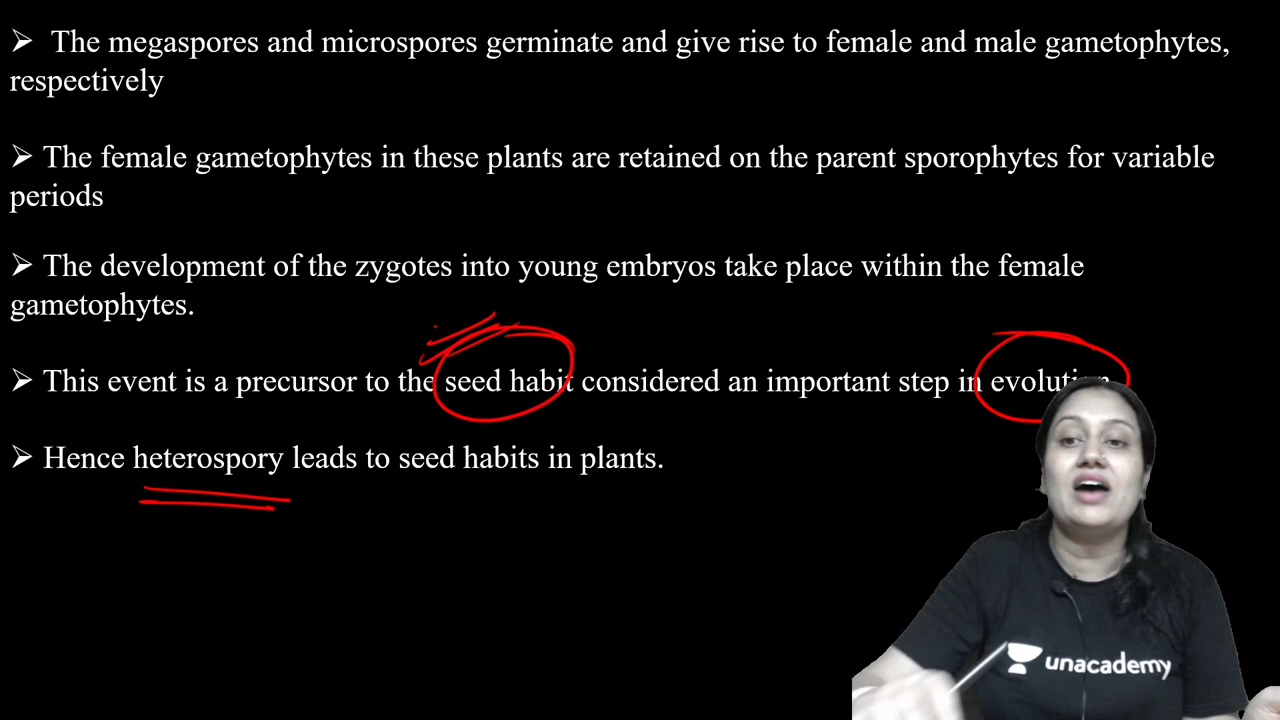 ➢ The megaspores and microspores germinate and give rise to female and male gametophytes,
respectively
➢ The female gametophytes in these plants are retained on the parent sporophytes for variable
periods
➢ The development of the zygotes into young embryos take place within the female
gametophytes.
➢ This event is a precursor to the seed habit considered an important step in evolution
➢ Hence heterospory leads to seed habits in plants.
unacademy